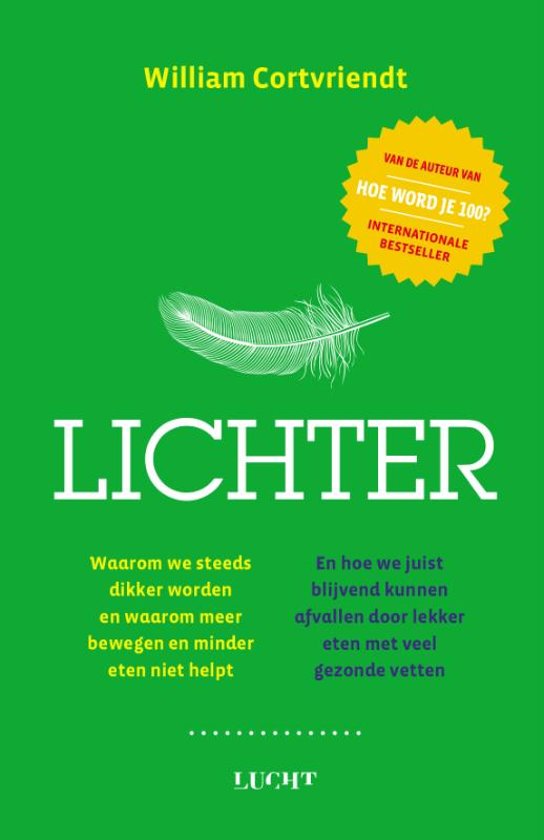 William Cortvriendt
VAN DE AUTEUR VAN
HOE WORD JE 100?
INTERNATIONALE
BESTSELLER
LICHTER
Waarom we steeds
dikker worden
en waarom meer
bewegen en minder
eten niet helpt
En hoe we juist
blijvend kunnen
afvallen door lekker
eten met veel
gezonde vetten
LUCHT